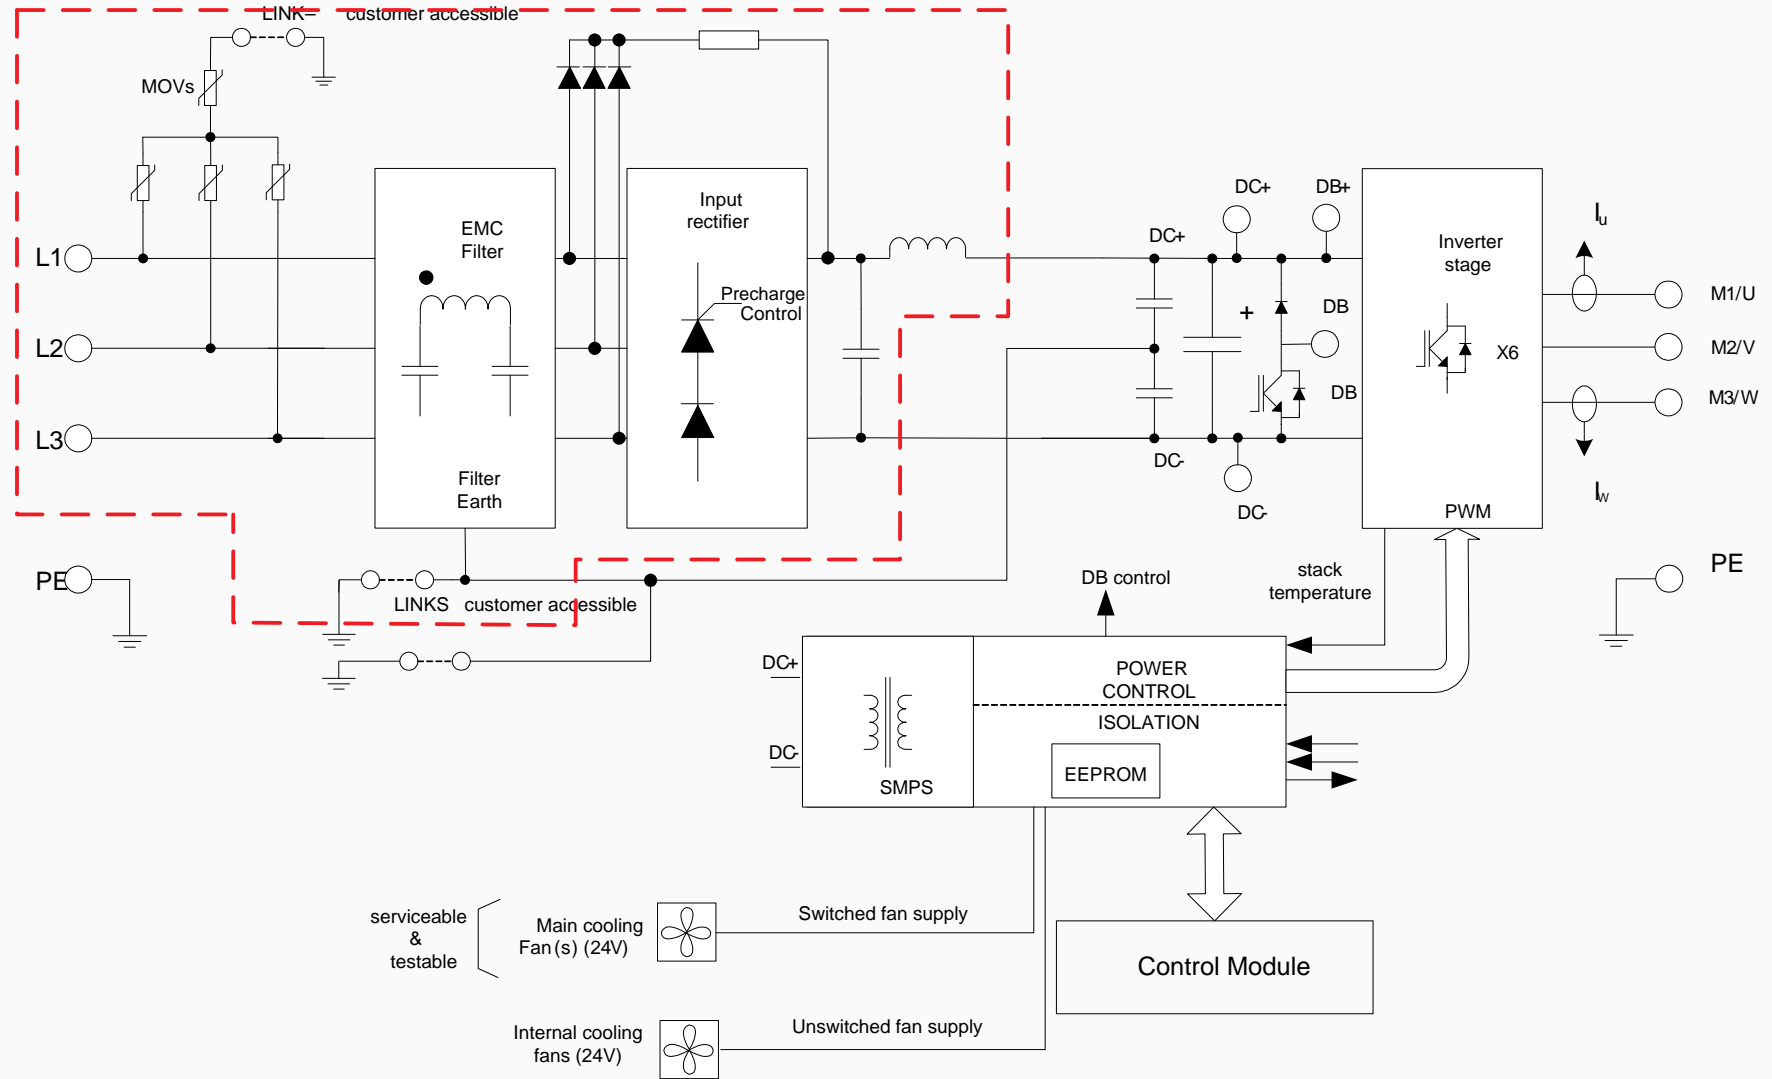 LINK– customer accessible
MOVs
EMC
Filter
Input
rectifier
Precharge
Control
L1
L2
L3
PE
Filter
Earth
LINKS customer accessible
DC+
DC+
DB+
+
DB
DB
DC-
DC-
Inverter
stage
X6
PWM
Iu
Iw
M1/U
M2/V
M3/W
PE
stack
temperature
DB control
DC+
DC-
SMPS
POWER
CONTROL
ISOLATION
EEPROM
Control Module
serviceable
&
testable
Main cooling
Fan(s) (24V)
Switched fan supply
Internal cooling
fans (24V)
Unswitched fan supply